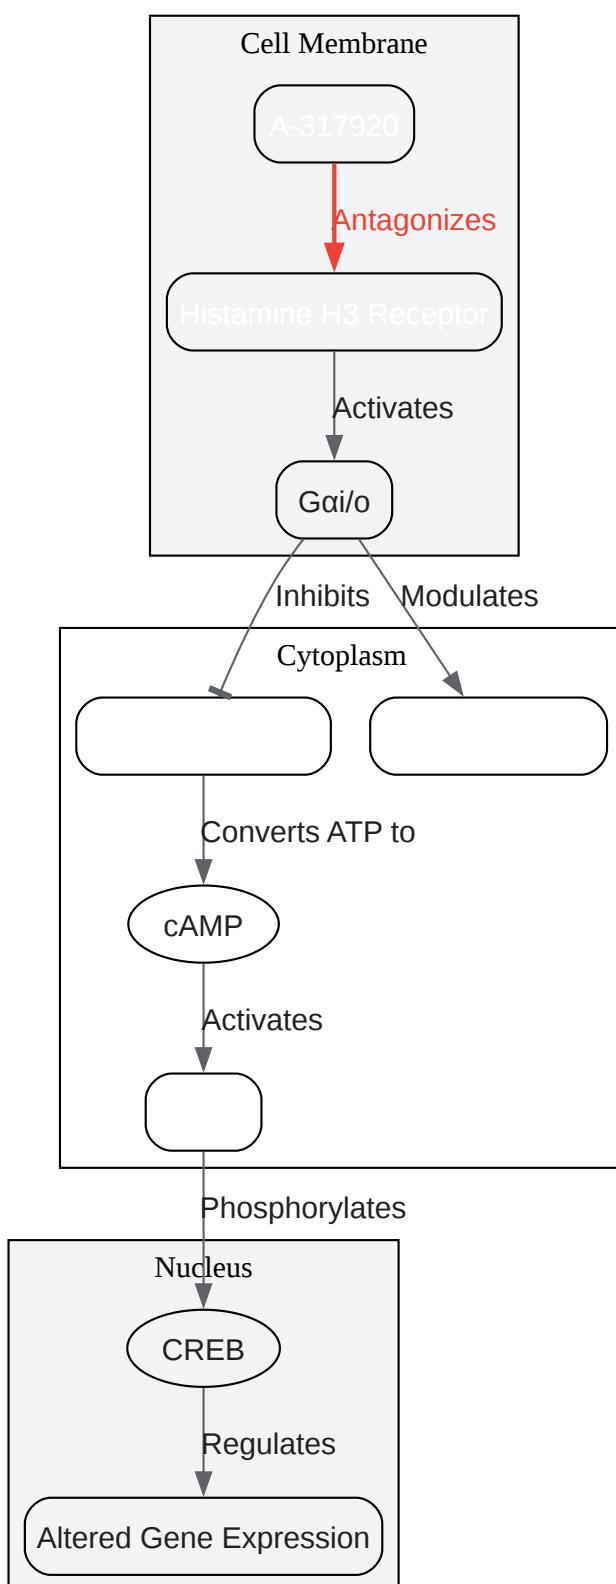 Cell Membrane
A-317920
Antagonizes
Histamine H3 Receptor
Activates
Gαi/o
Inhibits
Modulates
Cytoplasm
Converts ATP to
cAMP
Activates
Phosphorylates
Nucleus
CREB
Regulates
Altered Gene Expression